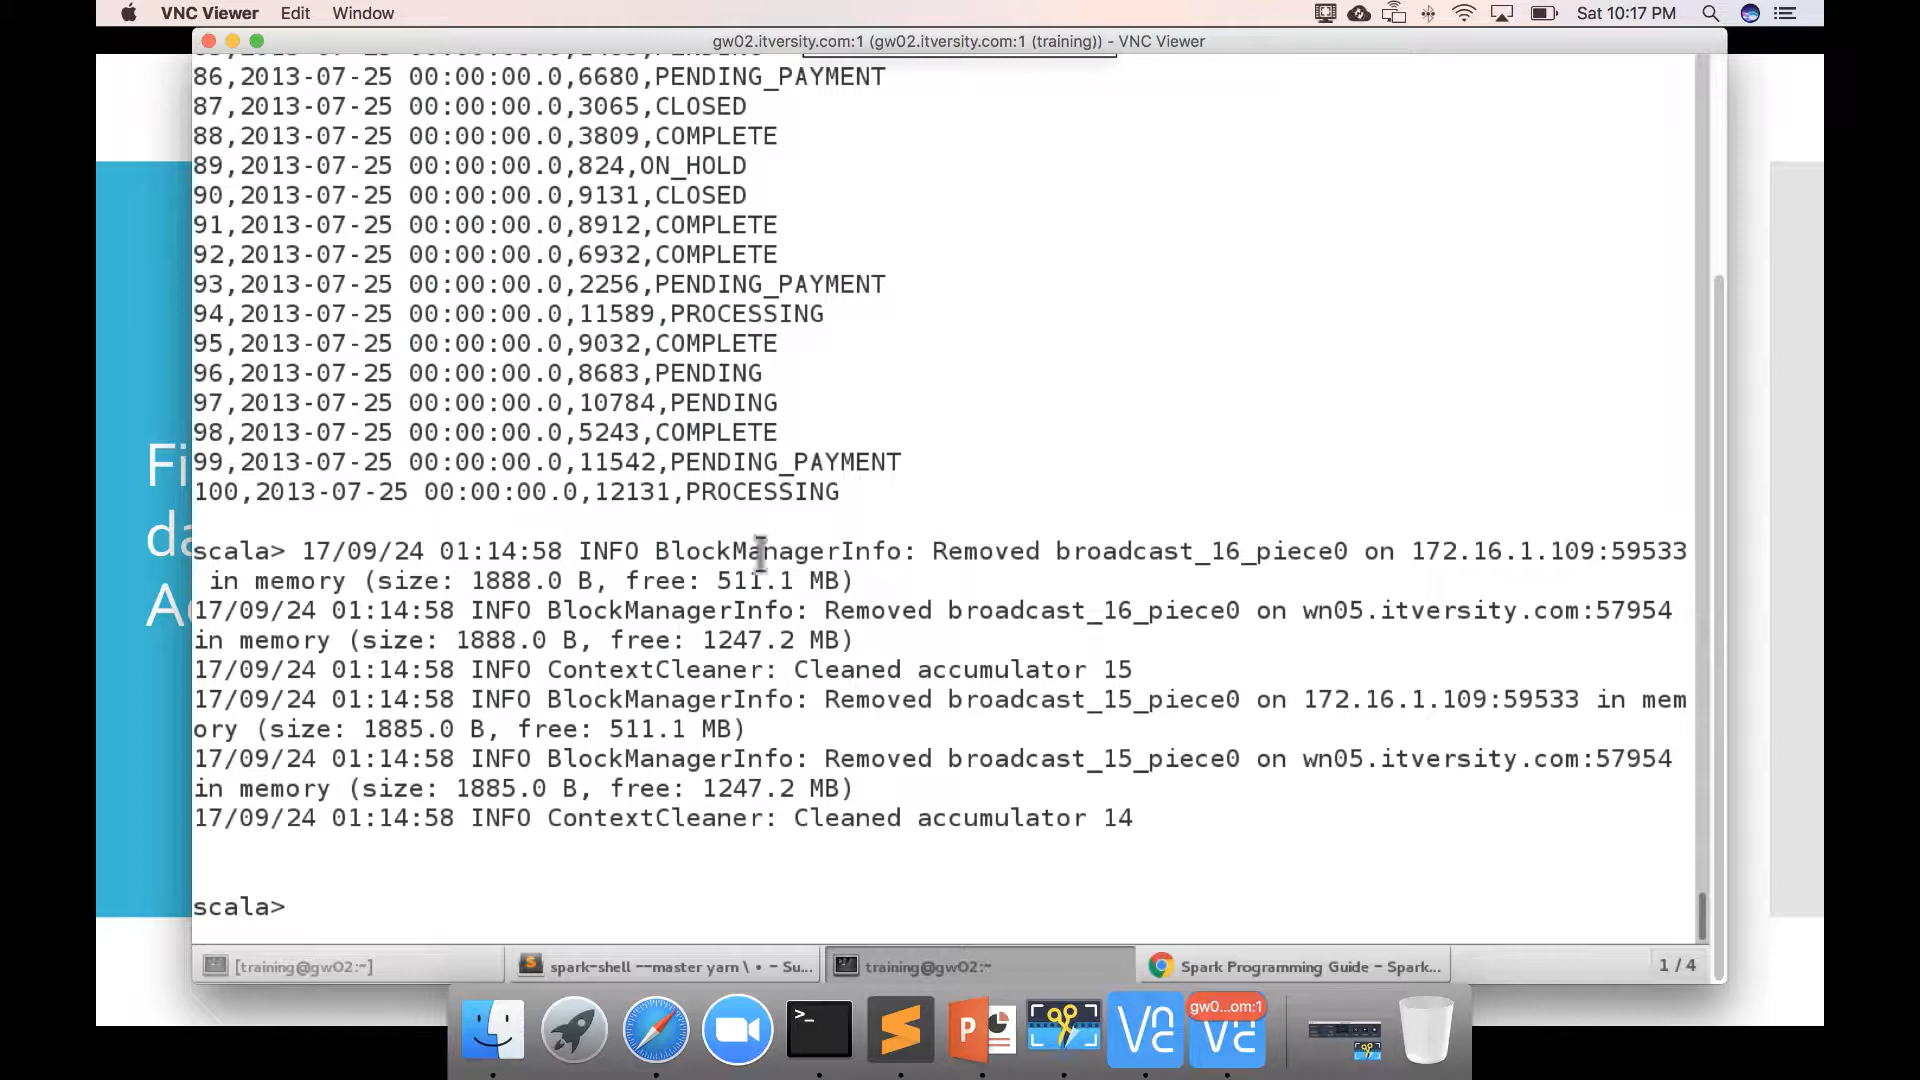 VNC Viewer Edit Window Sat 10:17 PM
gw02.itversity.com:1 (gw02.itversity.com:1 (training)) - VNC Viewer
86,2013-07-25 00:00:00.0,6680,PENDING_PAYMENT
87,2013-07-25 00:00:00.0,3065,CLOSED
88,2013-07-25 00:00:00.0,3809,COMPLETE
89,2013-07-25 00:00:00.0,824,ON_HOLD
90,2013-07-25 00:00:00.0,9131,CLOSED
91,2013-07-25 00:00:00.0,8912,COMPLETE
92,2013-07-25 00:00:00.0,6932,COMPLETE
93,2013-07-25 00:00:00.0,2256,PENDING_PAYMENT
94,2013-07-25 00:00:00.0,11589,PROCESSING
95,2013-07-25 00:00:00.0,9032,COMPLETE
96,2013-07-25 00:00:00.0,8683,PENDING
97,2013-07-25 00:00:00.0,10784,PENDING
98,2013-07-25 00:00:00.0,5243,COMPLETE
99,2013-07-25 00:00:00.0,11542,PENDING_PAYMENT
100,2013-07-25 00:00:00.0,12131,PROCESSING
scala> 17/09/24 01:14:58 INFO BlockManagerInfo: Removed broadcast_16_piece0 on 172.16.1.109:59533
in memory (size: 1888.0 B, free: 511.1 MB)
17/09/24 01:14:58 INFO BlockManagerInfo: Removed broadcast_16_piece0 on wn05.itversity.com:57954
in memory (size: 1888.0 B, free: 1247.2 MB)
17/09/24 01:14:58 INFO ContextCleaner: Cleaned accumulator 15
17/09/24 01:14:58 INFO BlockManagerInfo: Removed broadcast_15_piece0 on 172.16.1.109:59533 in mem
ory (size: 1885.0 B, free: 511.1 MB)
17/09/24 01:14:58 INFO BlockManagerInfo: Removed broadcast_15_piece0 on wn05.itversity.com:57954
in memory (size: 1885.0 B, free: 1247.2 MB)
17/09/24 01:14:58 INFO ContextCleaner: Cleaned accumulator 14
scala>
[training@gw02:~] spark-shell --master yarn \ • - Su... training@gw02:~ Spark Programming Guide - Spark... 1 / 4
gw0...om:1